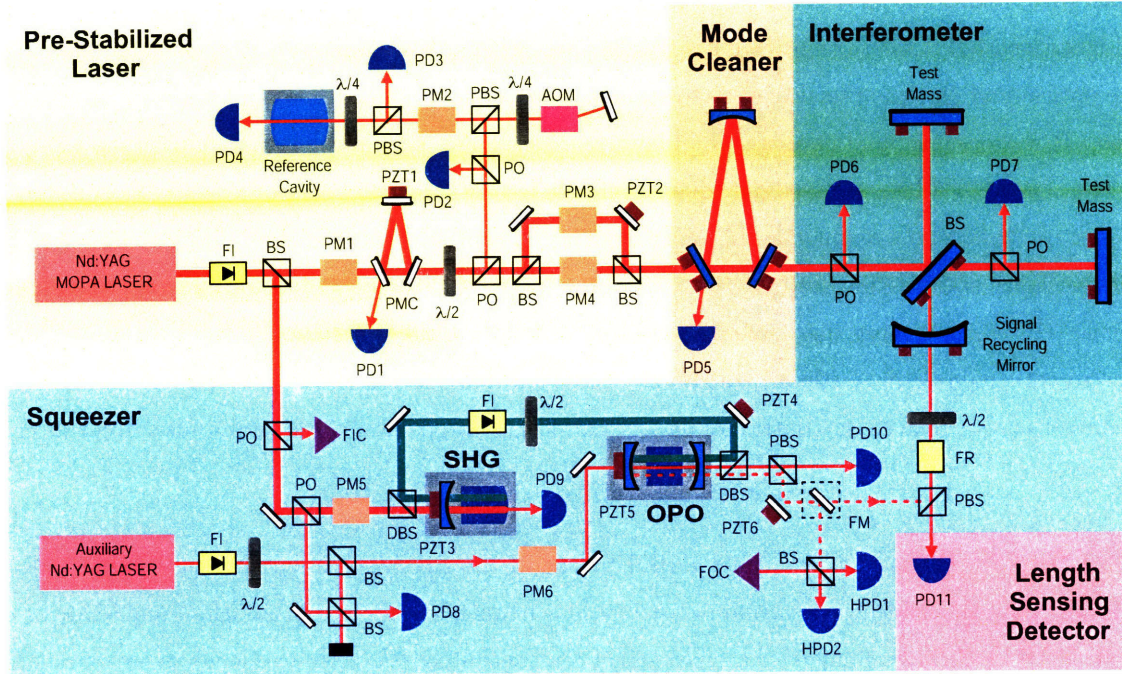 Pre-Stabilized
Laser
Mode
Cleaner
Interferometer
PD3
λ/4
PM2
PBS
λ/4
AOM
Test
Mass
PD4
Reference
Cavity
PBS
PD2
PO
PZT1
PM3
PZT2
PD6
PD7
Test
Mass
Nd:YAG
MOPA LASER
FI
BS
PM1
PMC
λ/2
PO
BS
PM4
BS
PO
BS
PO
PD1
PD5
Signal
Recycling
Mirror
Squeezer
FI
λ/2
PZT4
λ/2
PO
FIC
SHG
PBS
PD10
FR
PO
PM5
DBS
PD9
PZT5
OPO
DBS
PZT6
FM
PBS
Auxiliary
Nd:YAG LASER
FI
λ/2
PZT3
BS
PM6
FOC
BS
HPD1
PD11
BS
PD8
HPD2
Length
Sensing
Detector